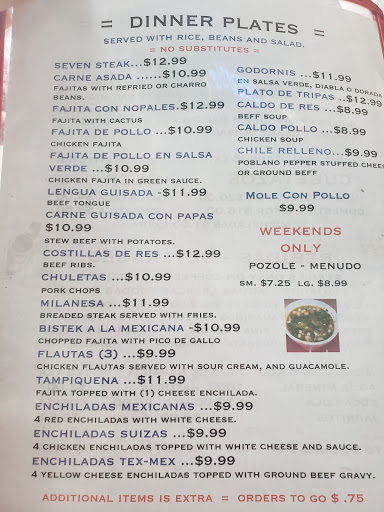 = DINNER PLATES =
SERVED WITH RICE, BEANS AND SALAD.
= NO SUBSTITUTES =
SEVEN STEAK...$12.99
CARNE ASADA ......$10.99
FAJITAS WITH REFRIED OR CHARRO
BEANS.
FAJITA CON NOPALES.$12.99
FAJITA WITH CACTUS
FAJITA DE POLLO ...$10.99
CHICKEN FAJITA
FAJITA DE POLLO EN SALSA
VERDE ...$10.99
CHICKEN FAJITA IN GREEN SAUCE.
LENGUA GUISADA -$11.99
BEEF TONGUE
CARNE GUISADA CON PAPAS
$10.99
STEW BEEF WITH POTATOES.
COSTILLAS DE RES ...$12.99
BEEF RIBS.
CHULETAS ...$10.99
PORK CHOPS
MILANESA ...$11.99
BREADED STEAK SERVED WITH FRIES.
BISTEK A LA MEXICANA -$10.99
CHOPPED FAJITA WITH PICO DE GALLO
FLAUTAS (3) ...$9.99
CHICKEN FLAUTAS SERVED WITH SOUR CREAM, AND GUACAMOLE.
TAMPIQUENA ...$11.99
FAJITA TOPPED WITH (1) CHEESE ENCHILADA.
ENCHILADAS MEXICANAS ...$9.99
4 RED ENCHILADAS WITH WHITE CHEESE.
ENCHILADAS SUIZAS ...$9.99
4 CHICKEN ENCHILADAS TOPPED WITH WHITE CHEESE AND SAUCE.
ENCHILADAS TEX-MEX ...$9.99
4 YELLOW CHEESE ENCHILADAS TOPPED WITH GROUND BEEF GRAVY.
GODORNIS ...$11.99
EN SALSA VERDE, DIABLA O DORADA
PLATO DE TRIPAS ..$12.99
CALDO DE RES ...$8.99
BEEF SOUP
CALDO POLLO ...$8.99
CHICKEN SOUP
CHILE RELLENO...$9.99
POBLANO PEPPER STUFFED CHEE
OR GROUND BEEF
MOLE CON POLLO
$9.99
WEEKENDS
ONLY
POZOLE - MENUDO
SM. $7.25 LG. $8.99
ADDITIONAL ITEMS IS EXTRA = ORDERS TO GO $ .75